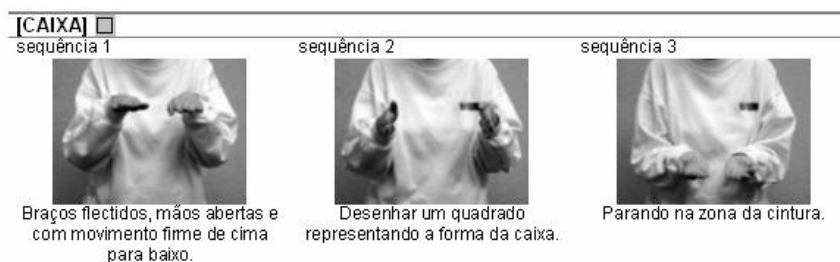 [CAIXA]
sequência 1
sequência 2
sequência 3
Braços flectidos, mãos abertas e
com movimento firme de cima
para baixo.
Desenhar um quadrado
representando a forma da caixa.
Parando na zona da cintura.